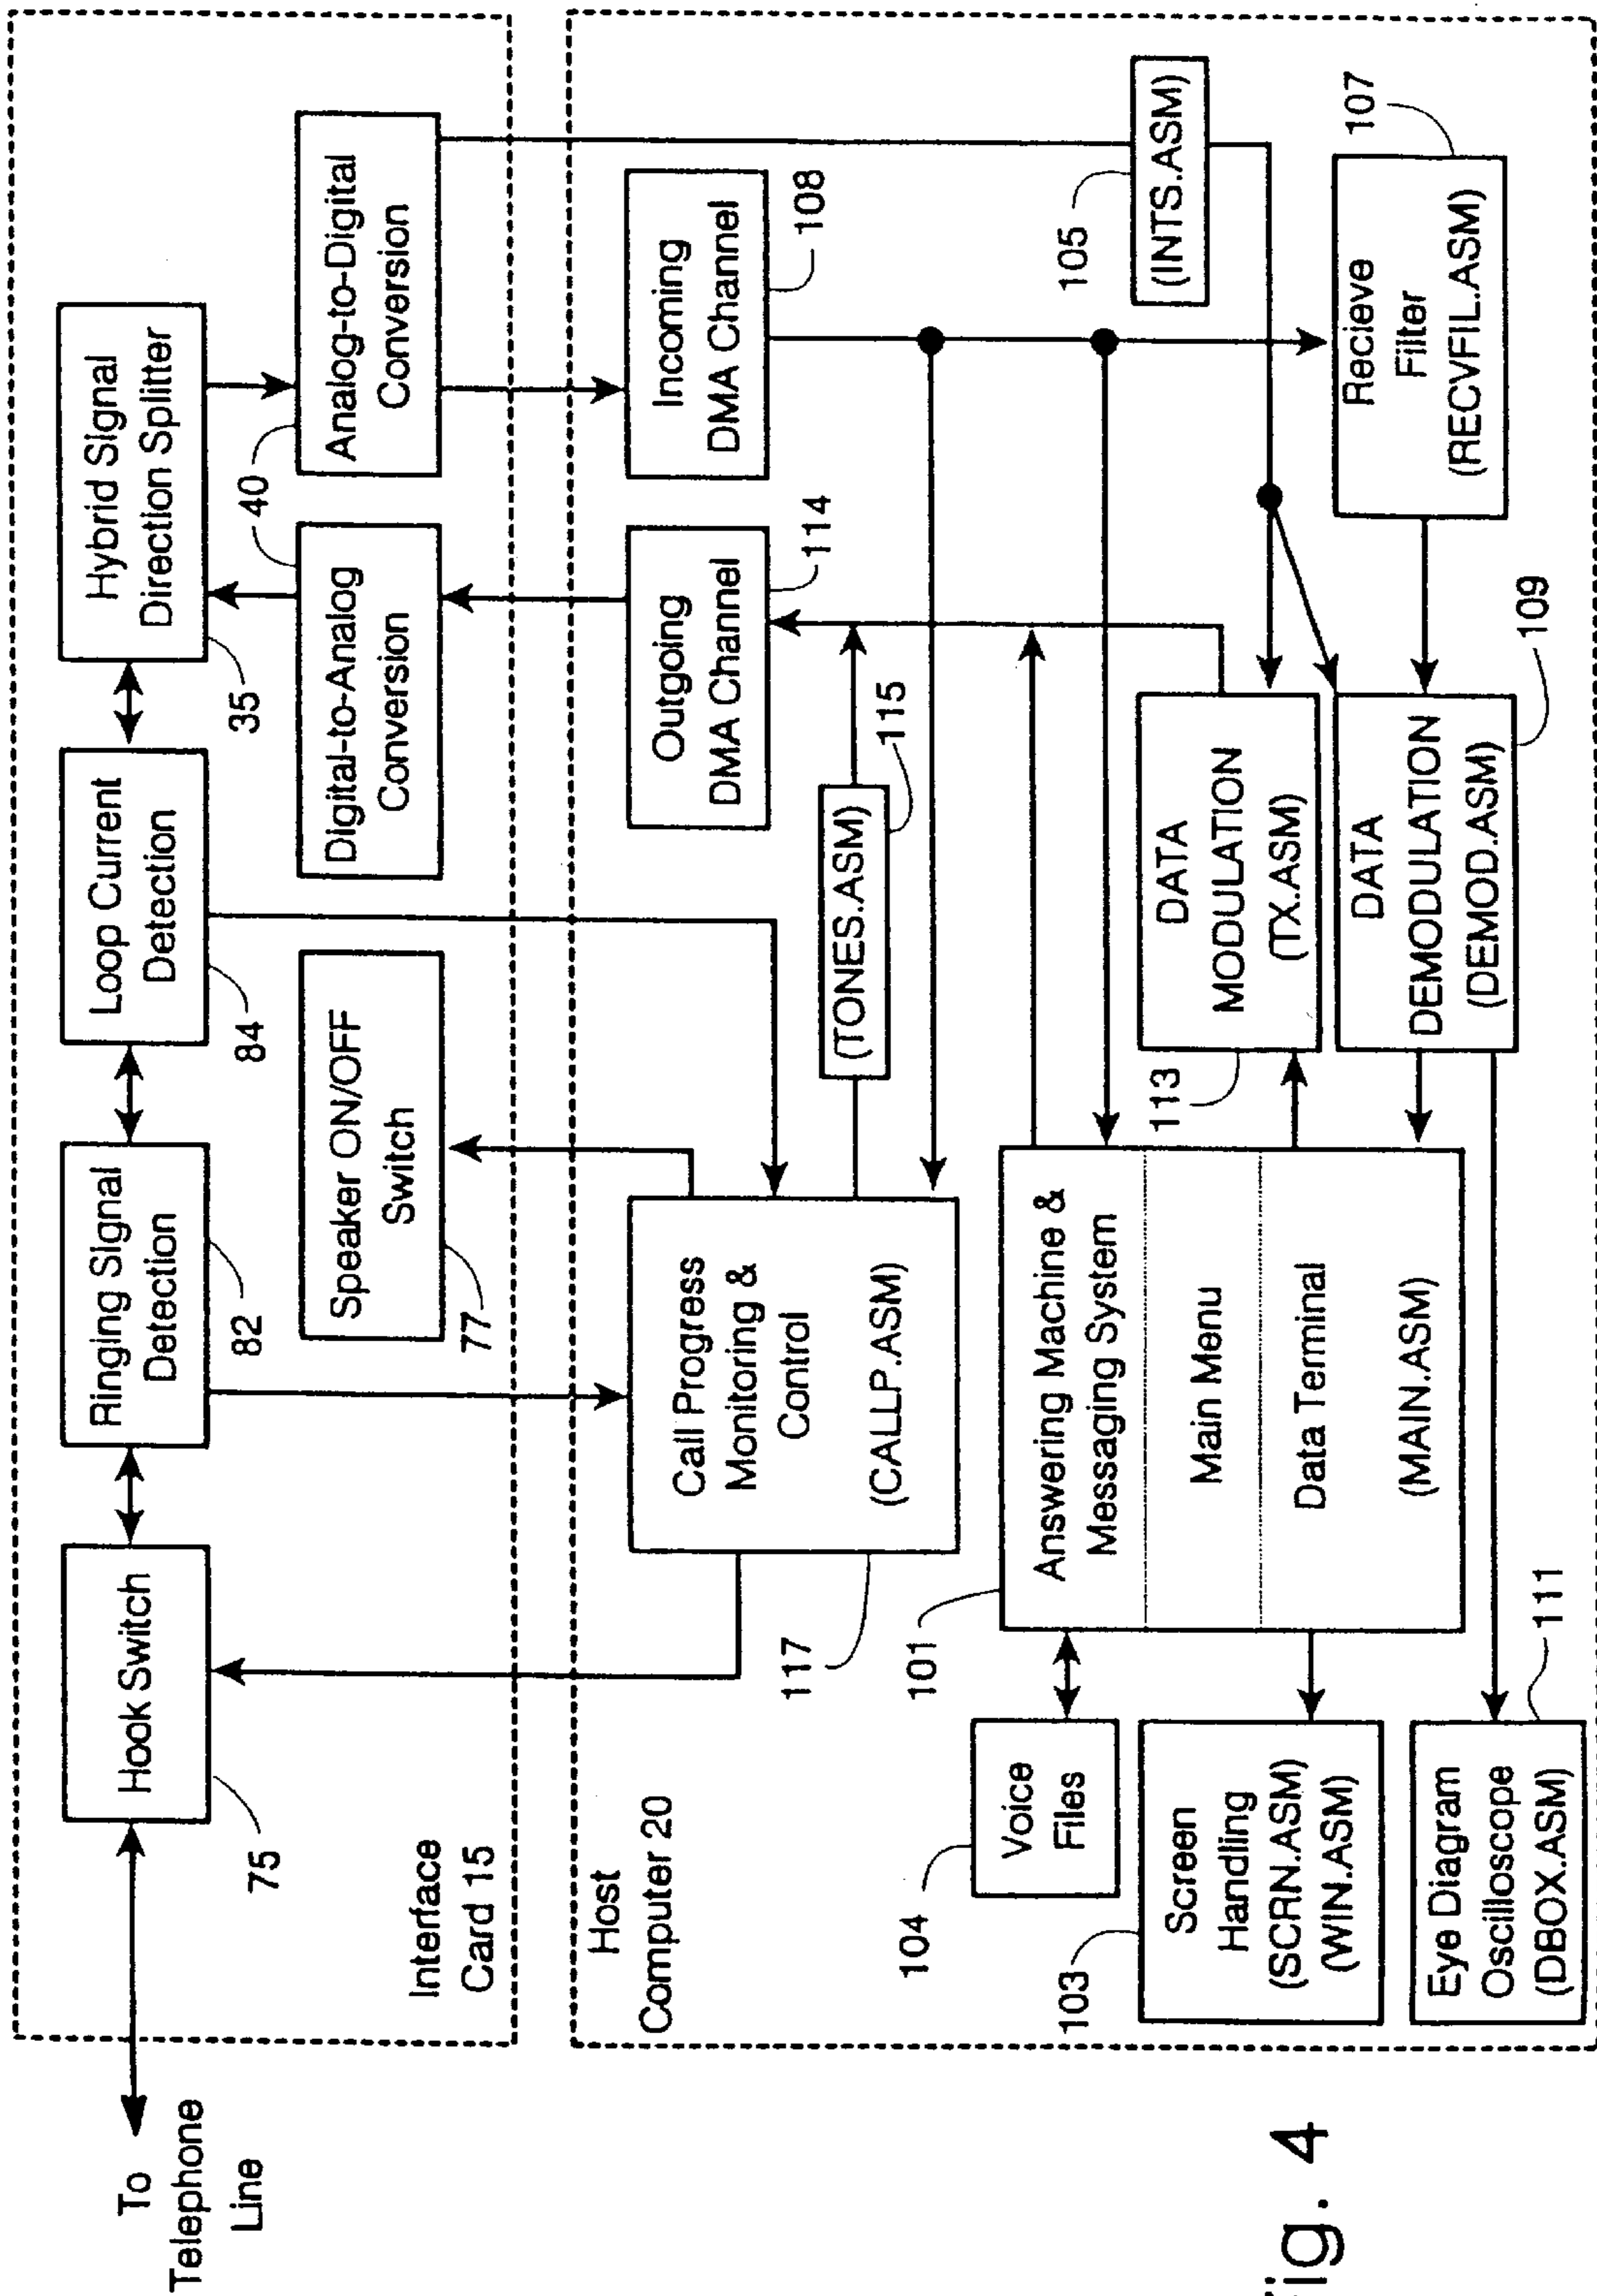 To
Telephone
Line
Hook Switch
75
Ringing Signal
Detection
82
Loop Current
Detection
84
Hybrid Signal
Direction Splitter
35
Speaker ON/OFF
Switch
77
Digital-to-Analog
Conversion
40
Analog-to-Digital
Conversion
Interface
Card 15
Host
Computer 20
Call Progress
Monitoring &
Control
(CALLP.ASM)
117
Outgoing
DMA Channel
114
Incoming
DMA Channel
108
(TONES.ASM)
115
105
(INTS.ASM)
101
Answering Machine &
Messaging System
Main Menu
Data Terminal
(MAIN.ASM)
104
Voice
Files
103
Screen
Handling
(SCRN.ASM)
(WIN.ASM)
Eye Diagram
Oscilloscope
(DBOX.ASM)
111
113
DATA
MODULATION
(TX.ASM)
DATA
DEMODULATION
(DEMOD.ASM)
109
Recieve
Filter
(RECVFIL.ASM)
107
Fig. 4